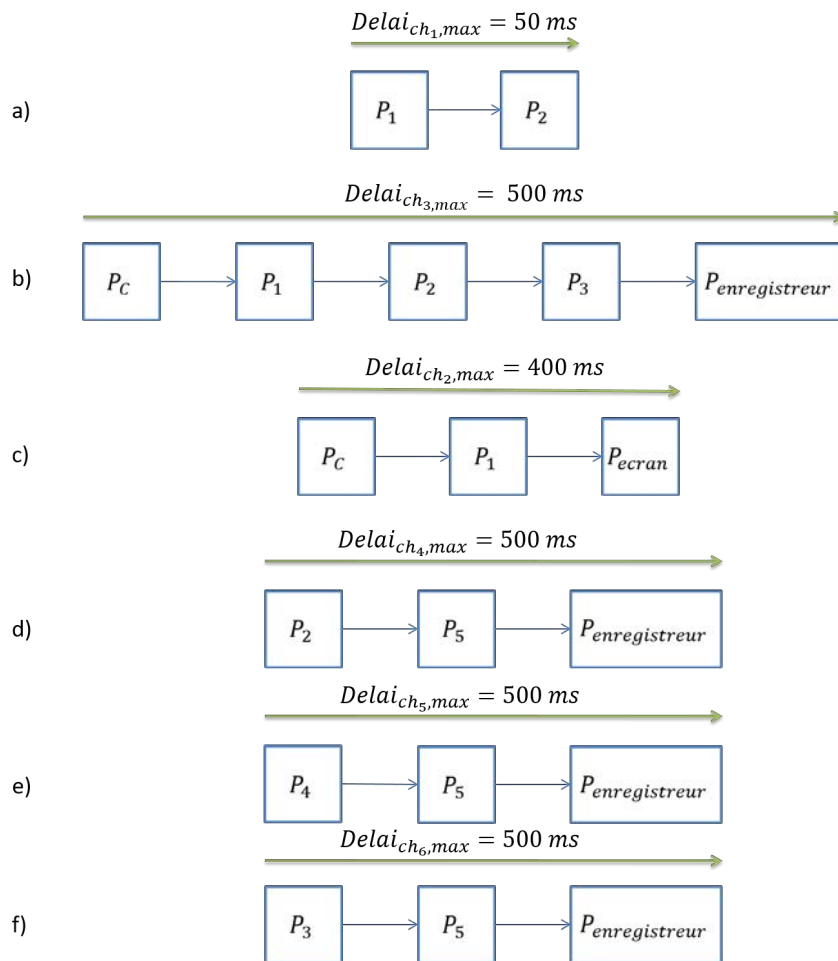 Delai_{ch_1,max} = 50 ms
a) P_1 P_2
Delai_{ch_3,max} = 500 ms
b) P_C P_1 P_2 P_3 P_{enregistreur}
Delai_{ch_2,max} = 400 ms
c) P_C P_1 P_{ecran}
Delai_{ch_4,max} = 500 ms
d) P_2 P_5 P_{enregistreur}
Delai_{ch_5,max} = 500 ms
e) P_4 P_5 P_{enregistreur}
Delai_{ch_6,max} = 500 ms
f) P_3 P_5 P_{enregistreur}